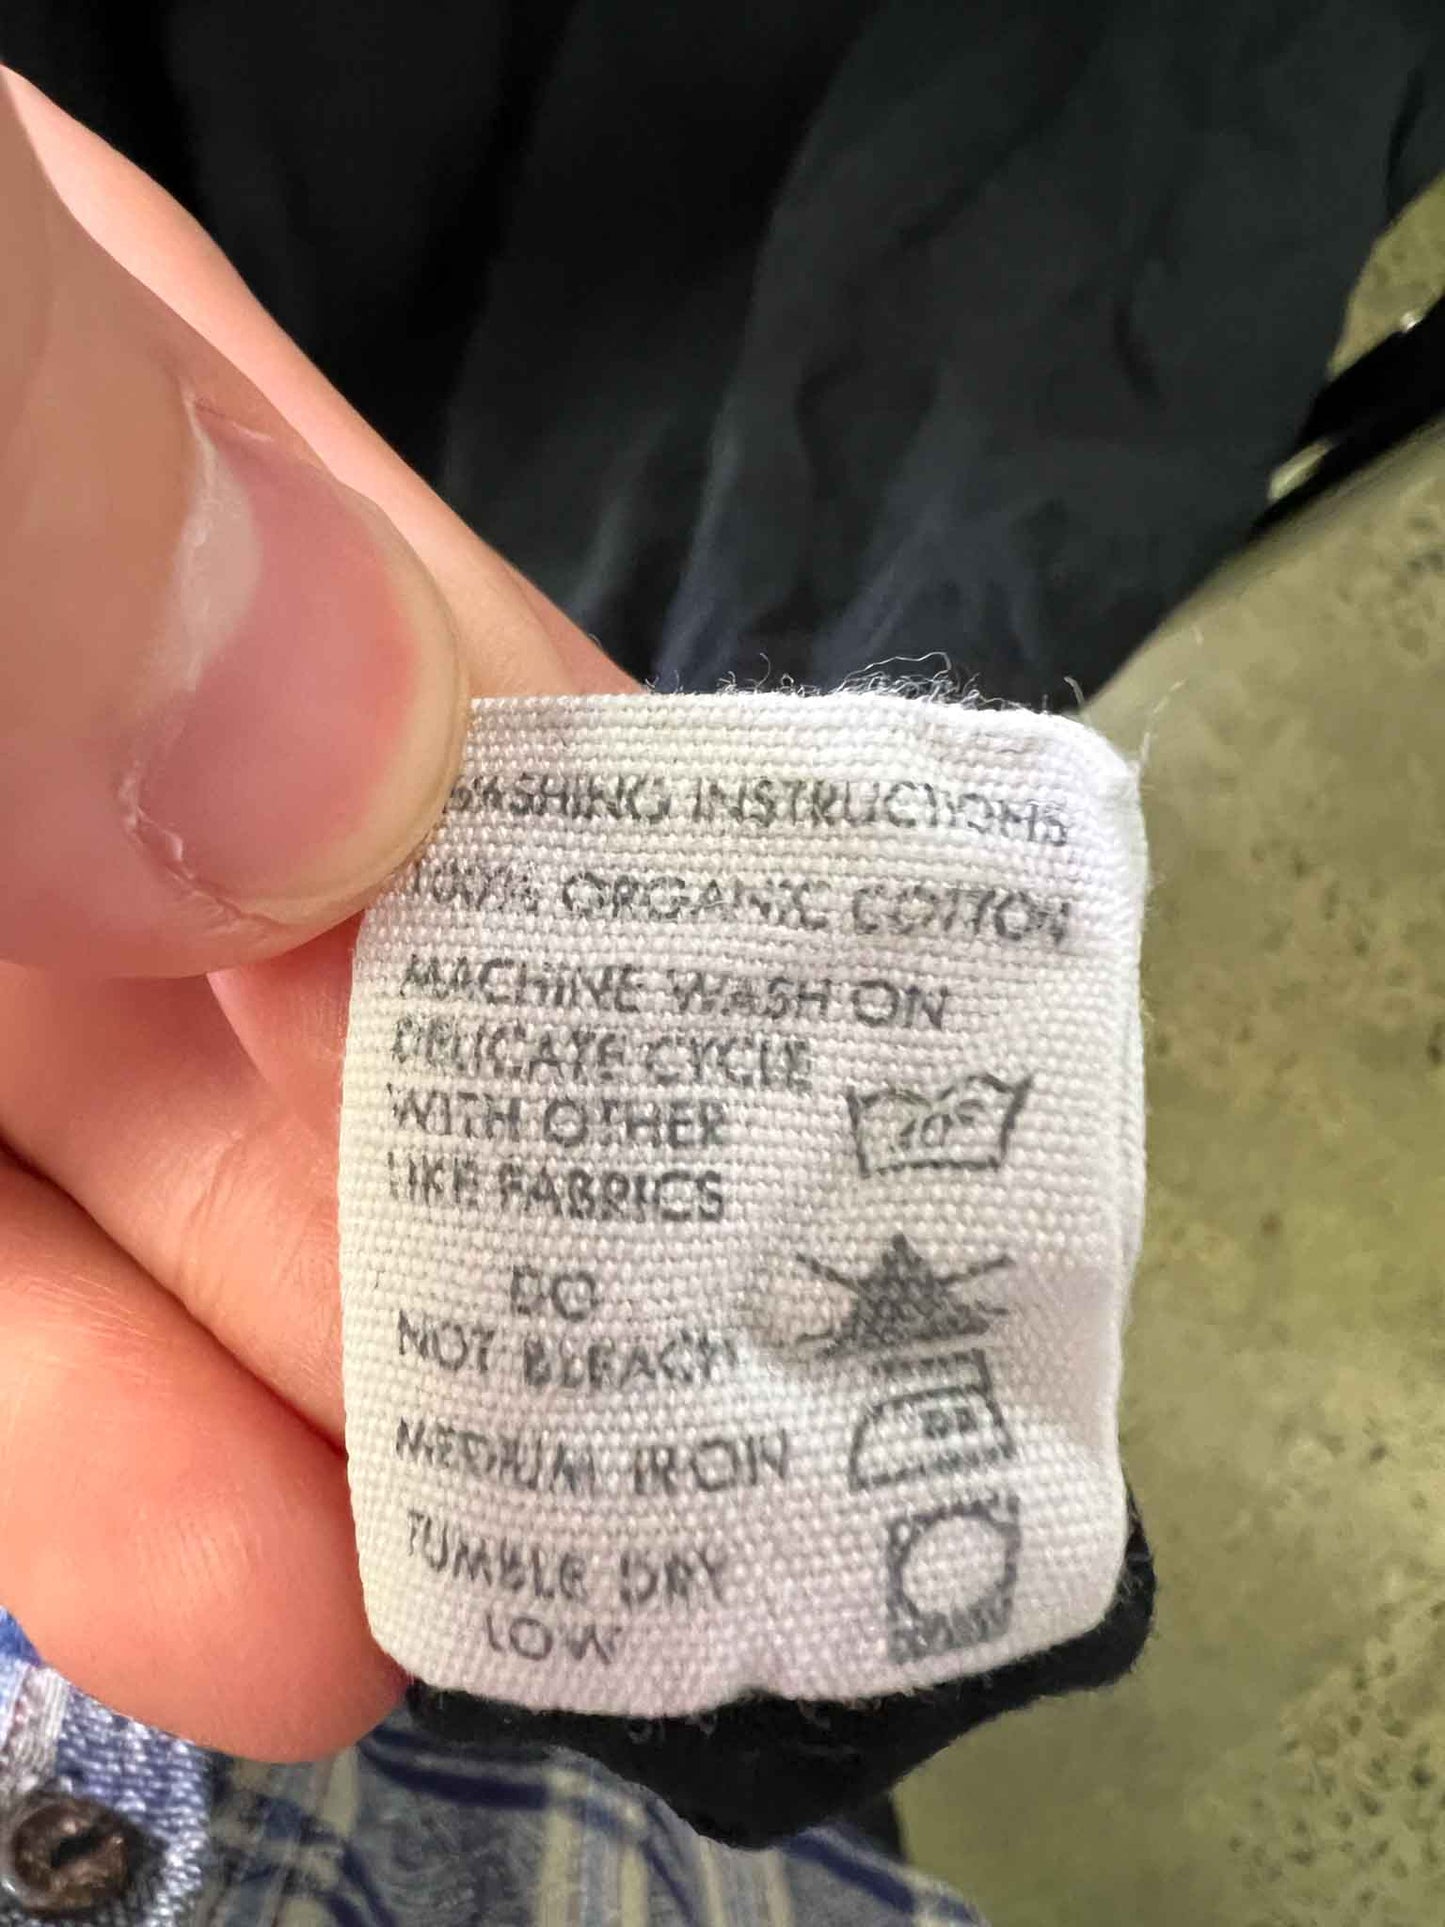 WASHING INSTRUCTIONS
100% ORGANIC COTTON
MACHINE WASH ON
DELICATE CYCLE
WITH OTHER
LIKE FABRICS
DO
NOT BLEACH
MEDIUM IRON
TUMBLE DRY
LOW